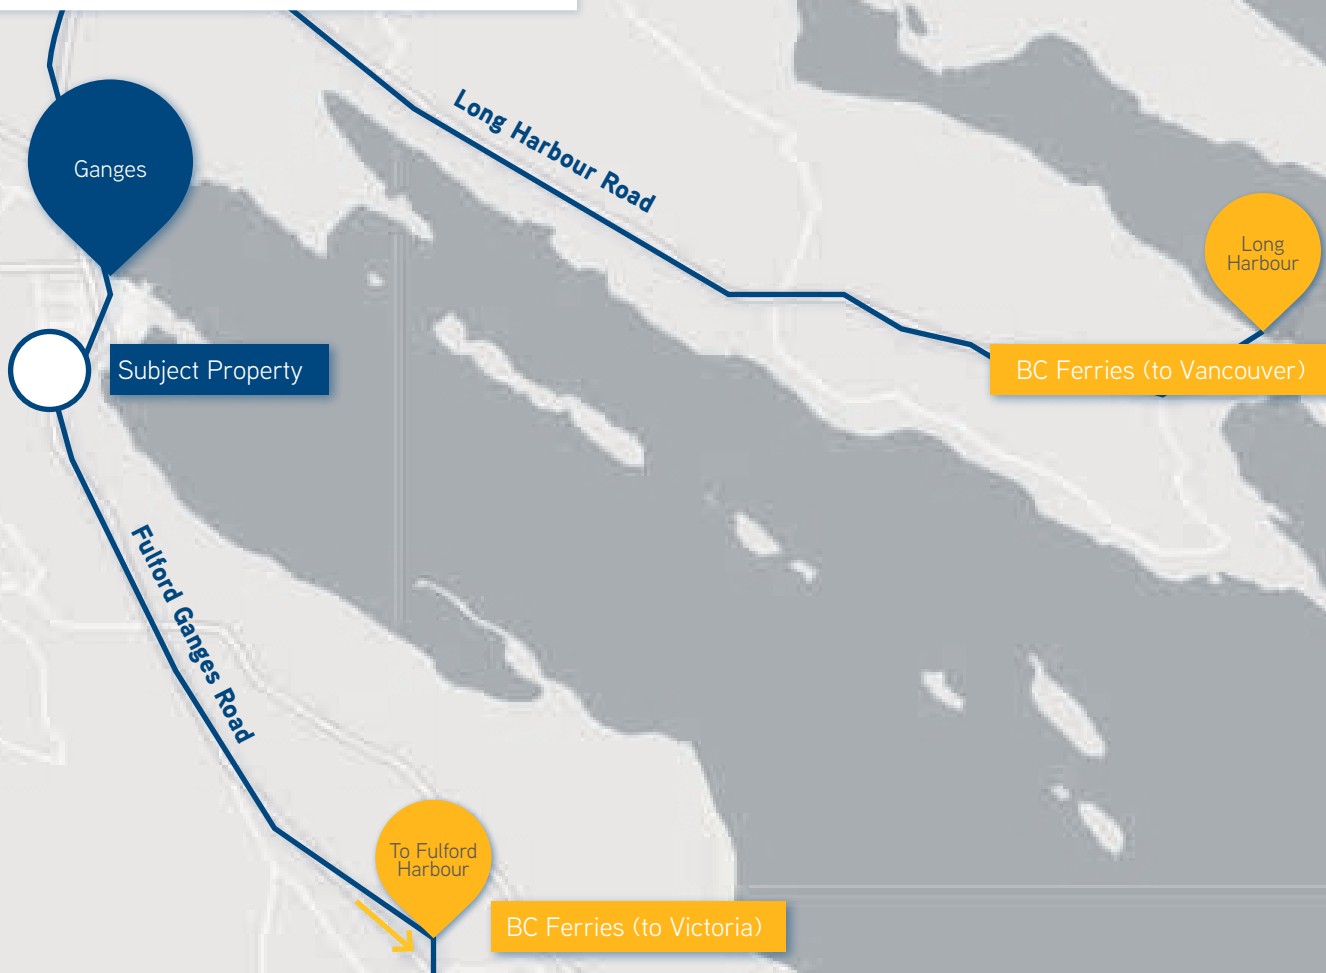 Long Harbour Road
Ganges
Long
Harbour
Subject Property
BC Ferries (to Vancouver)
Fulford Ganges Road
To Fulford
Harbour
BC Ferries (to Victoria)